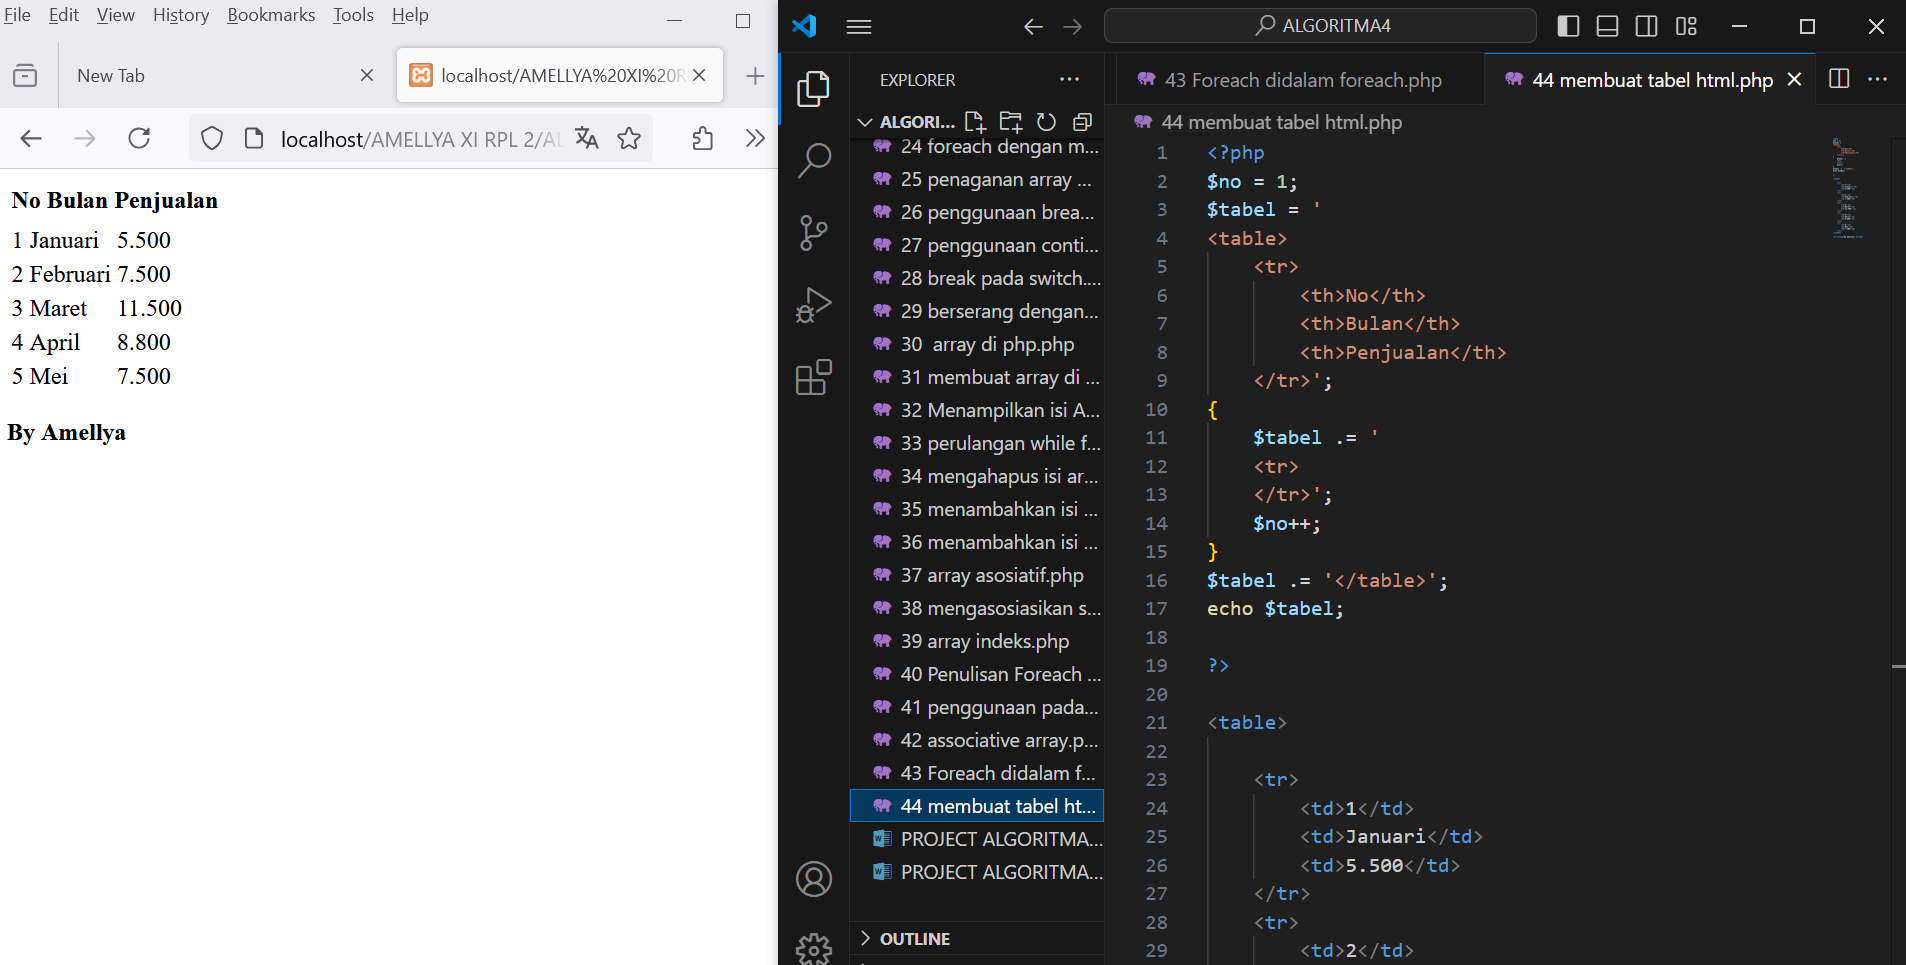 File Edit View History Bookmarks Tools Help
New Tab
localhost/AMELLYA%20XI%20R
localhost/AMELLYA XI RPL 2/AL
No Bulan Penjualan
1 Januari 5.500
2 Februari 7.500
3 Maret 11.500
4 April 8.800
5 Mei 7.500
By Amellya
ALGORITMA4
EXPLORER
ALGORI...
24 foreach dengan m...
25 penaganan array ...
26 penggunaan brea...
27 penggunaan conti...
28 break pada switch....
29 berserang dengan...
30  array di php.php
31 membuat array di ...
32 Menampilkan isi A...
33 perulangan while f...
34 mengahapus isi ar...
35 menambahkan isi ...
36 menambahkan isi ...
37 array asosiatif.php
38 mengasosiasikan s...
39 array indeks.php
40 Penulisan Foreach ...
41 penggunaan pada...
42 associative array.p...
43 Foreach didalam f...
44 membuat tabel ht...
PROJECT ALGORITMA...
PROJECT ALGORITMA...
OUTLINE
43 Foreach didalam foreach.php
44 membuat tabel html.php
44 membuat tabel html.php
1 <?php
2 $no = 1;
3 $tabel = '
4 <table>
5 <tr>
6 <th>No</th>
7 <th>Bulan</th>
8 <th>Penjualan</th>
9 </tr>';
10 {
11 $tabel .= '
12 <tr>
13 </tr>';
14 $no++;
15 }
16 $tabel .= '</table>';
17 echo $tabel;
18
19 ?>
20
21 <table>
22
23 <tr>
24 <td>1</td>
25 <td>Januari</td>
26 <td>5.500</td>
27 </tr>
28 <tr>
29 <td>2</td>